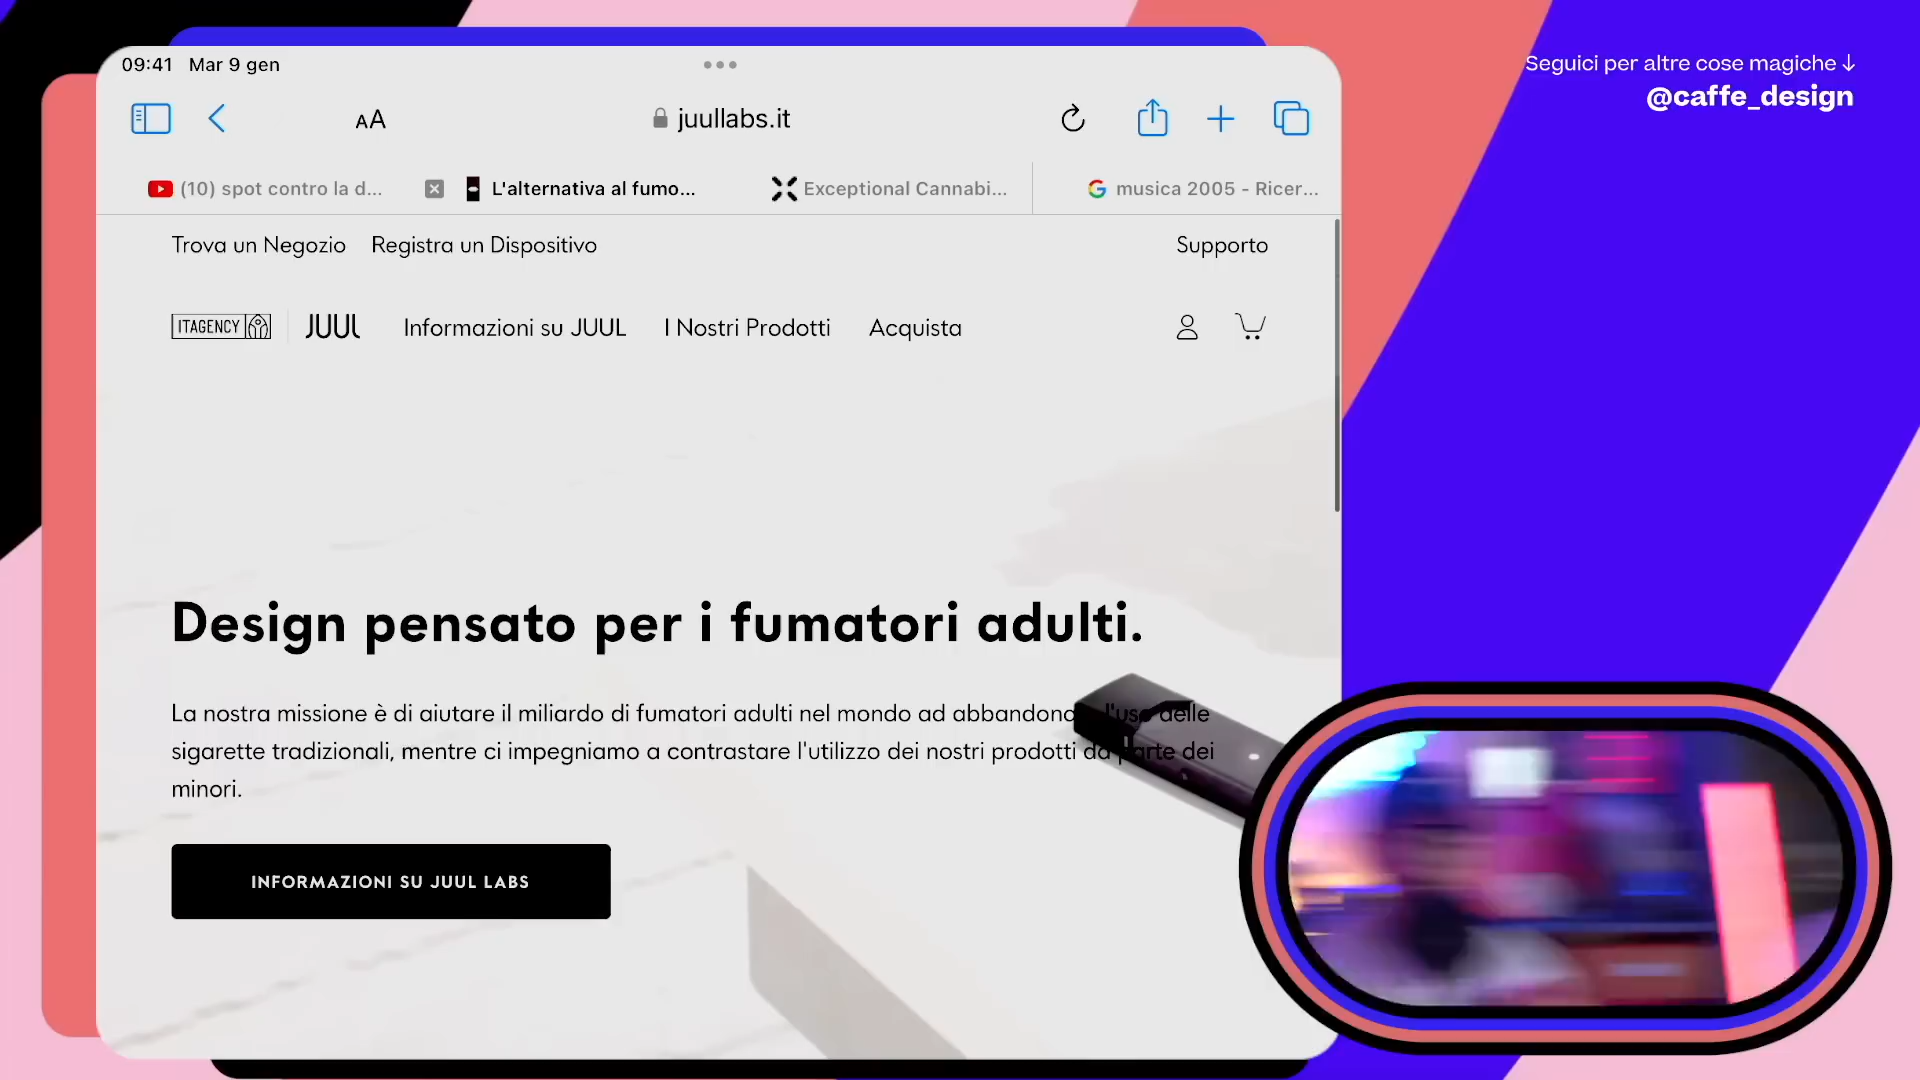 09:41 Mar 9 gen
Seguici per altre cose magiche ↓
@caffe_design
AA
juullabs.it
(10) spot contro la d...
L'alternativa al fumo...
Exceptional Cannabi...
musica 2005 - Ricer...
Trova un Negozio Registra un Dispositivo Supporto
ITAGENCY JUUL Informazioni su JUUL I Nostri Prodotti Acquista
Design pensato per i fumatori adulti.
La nostra missione è di aiutare il miliardo di fumatori adulti nel mondo ad l'uso delle
sigarette tradizionali, mentre ci impegniamo a contrastare l'utilizzo dei nostri prodotti da parte dei
minori.
INFORMAZIONI SU JUUL LABS